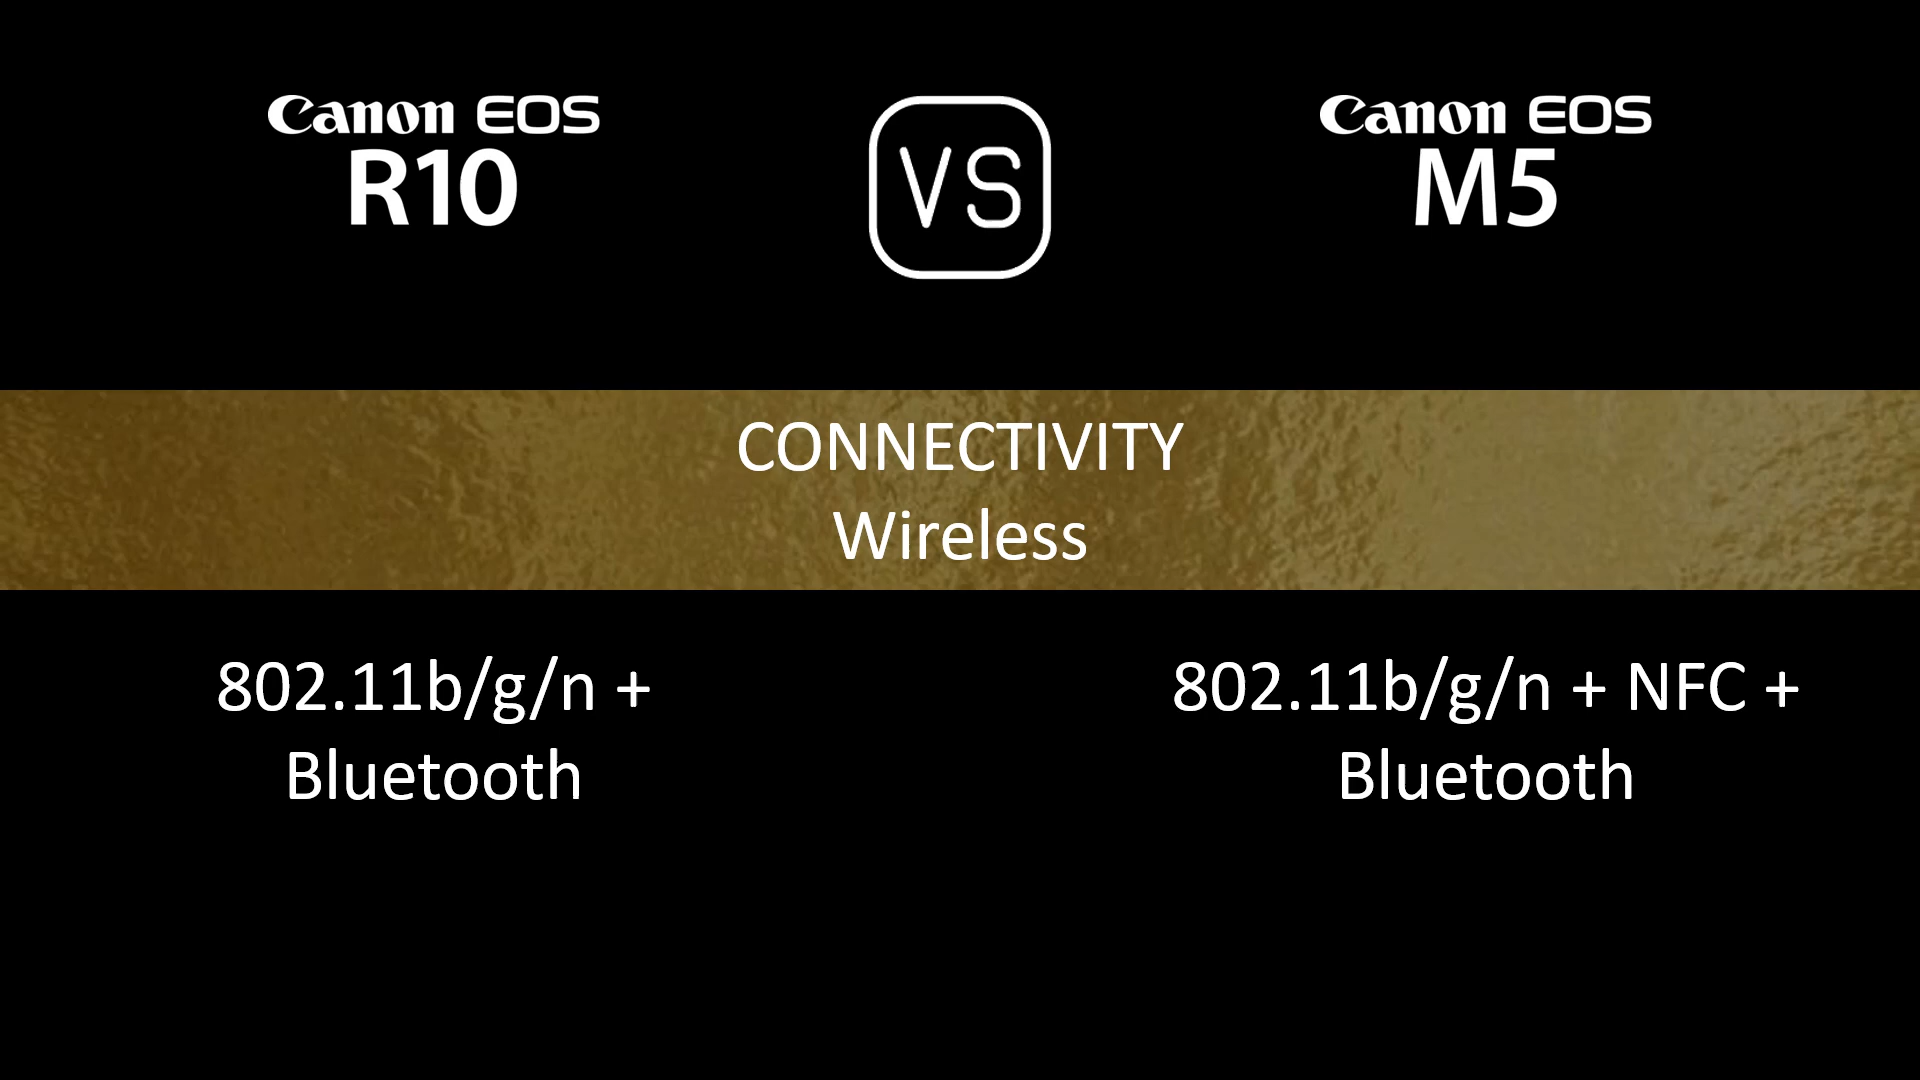 Canon EOS
R10
VS
Canon EOS
M5
CONNECTIVITY
Wireless
802.11b/g/n +
Bluetooth
802.11b/g/n + NFC +
Bluetooth